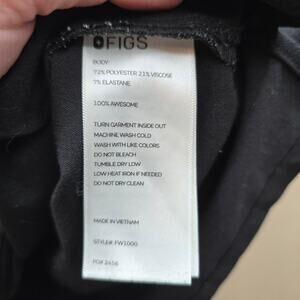 FIGS
BODY:
72% POLYESTER 21% VISCOSE
7% ELASTANE
100% AWESOME
TURN GARMENT INSIDE OUT
MACHINE WASH COLD
WASH WITH LIKE COLORS
DO NOT BLEACH
TUMBLE DRY LOW
LOW HEAT IRON IF NEEDED
DO NOT DRY CLEAN
MADE IN VIETNAM
STYLE#: FW1000
PO# 2656